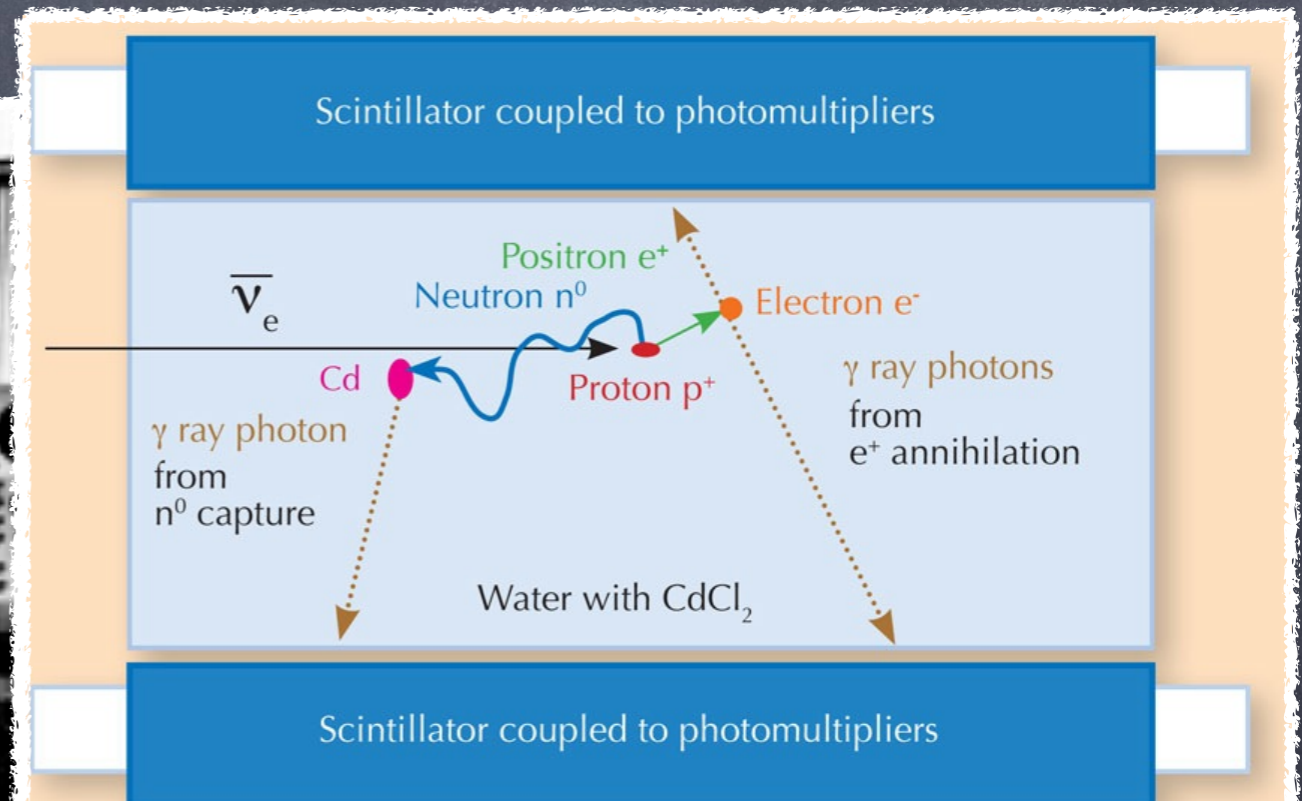 Scintillator coupled to photomultipliers
Positron e⁺
ν̅ₑ
Neutron n⁰
Electron e⁻
Cd
Proton p⁺
γ ray photons
from
e⁺ annihilation
γ ray photon
from
n⁰ capture
Water with CdCl₂
Scintillator coupled to photomultipliers